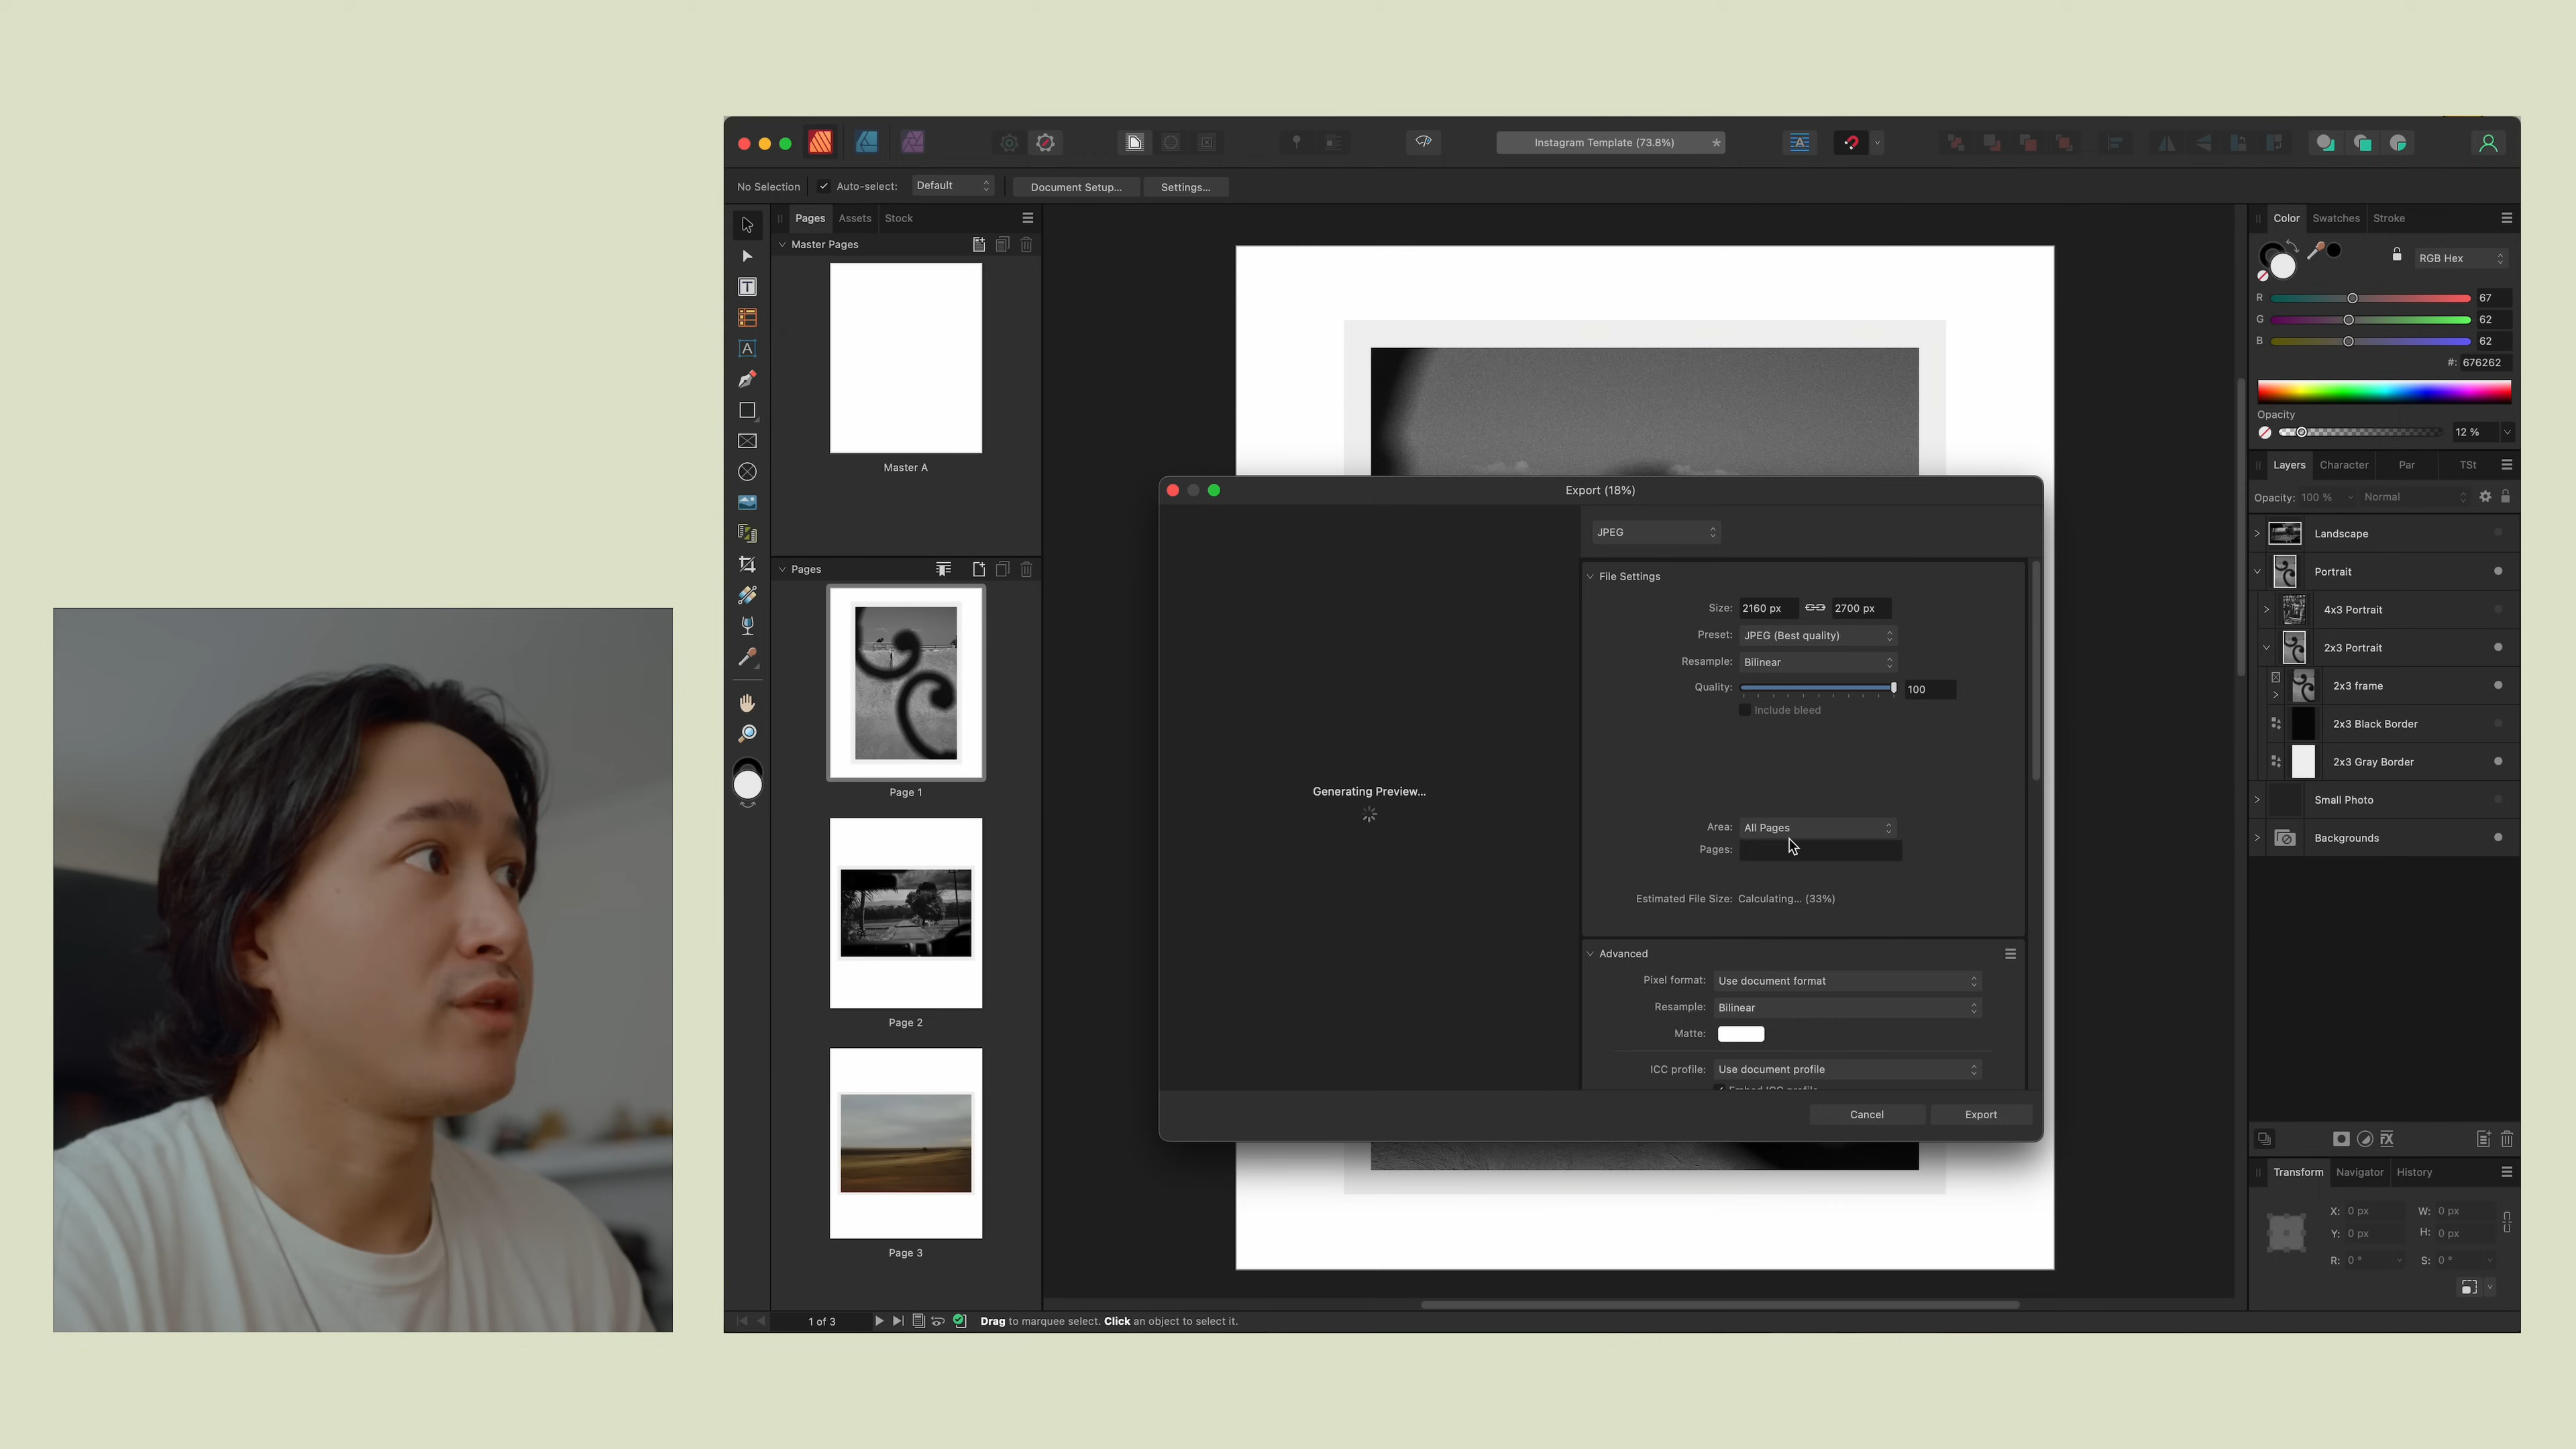 Instagram Template (73.8%)
No Selection
Auto-select:
Default
Document Setup...
Settings...
Pages
Assets
Stock
Master Pages
Master A
Pages
Page 1
Page 2
Page 3
1 of 3
Drag to marquee select. Click an object to select it.
Export (18%)
Generating Preview...
JPEG
File Settings
Size: 2160 px 2700 px
Preset: JPEG (Best quality)
Resample: Bilinear
Quality: 100
Include bleed
Area: All Pages
Pages:
Estimated File Size: Calculating... (33%)
Advanced
Pixel format: Use document format
Resample: Bilinear
Matte:
ICC profile: Use document profile
Embed ICC profile
Cancel
Export
Color
Swatches
Stroke
RGB Hex
R 67
G 62
B 62
#: 676262
Opacity
12 %
Layers
Character
Par
TSt
Opacity: 100 %
Normal
Landscape
Portrait
4x3 Portrait
2x3 Portrait
2x3 frame
2x3 Black Border
2x3 Gray Border
Small Photo
Backgrounds
Transform
Navigator
History
X: 0 px W: 0 px
Y: 0 px H: 0 px
R: 0 ° S: 0 °